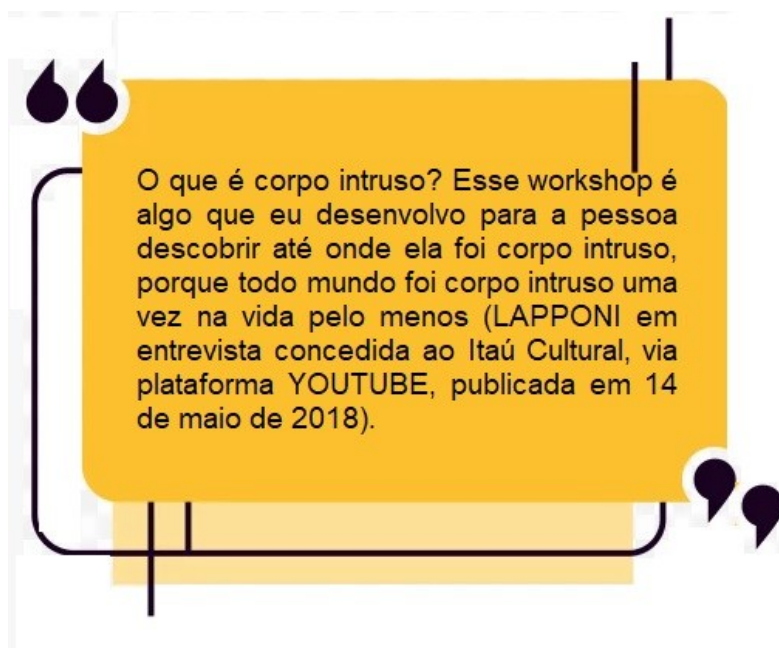 O que é corpo intruso? Esse workshop é
algo que eu desenvolvo para a pessoa
descobrir até onde ela foi corpo intruso,
porque todo mundo foi corpo intruso uma
vez na vida pelo menos (LAPPONI em
entrevista concedida ao Itaú Cultural, via
plataforma YOUTUBE, publicada em 14
de maio de 2018).